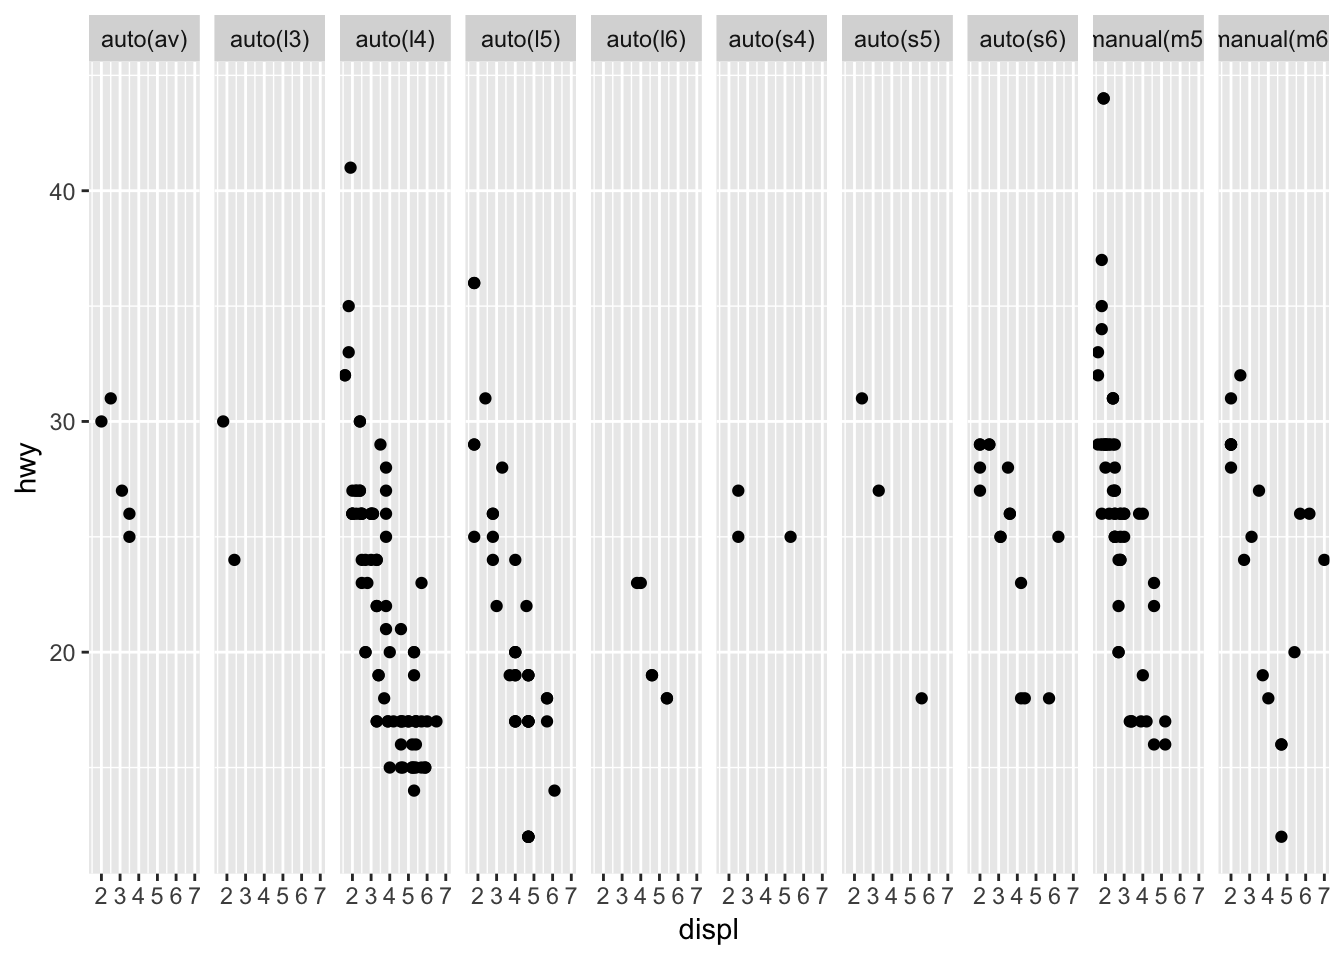 auto(av) auto(l3) auto(l4) auto(l5) auto(l6) auto(s4) auto(s5) auto(s6) manual(m5 manual(m6
40
30
20
hwy
2 3 4 5 6 7 2 3 4 5 6 7 2 3 4 5 6 7 2 3 4 5 6 7 2 3 4 5 6 7 2 3 4 5 6 7 2 3 4 5 6 7 2 3 4 5 6 7 2 3 4 5 6 7 2 3 4 5 6 7
displ